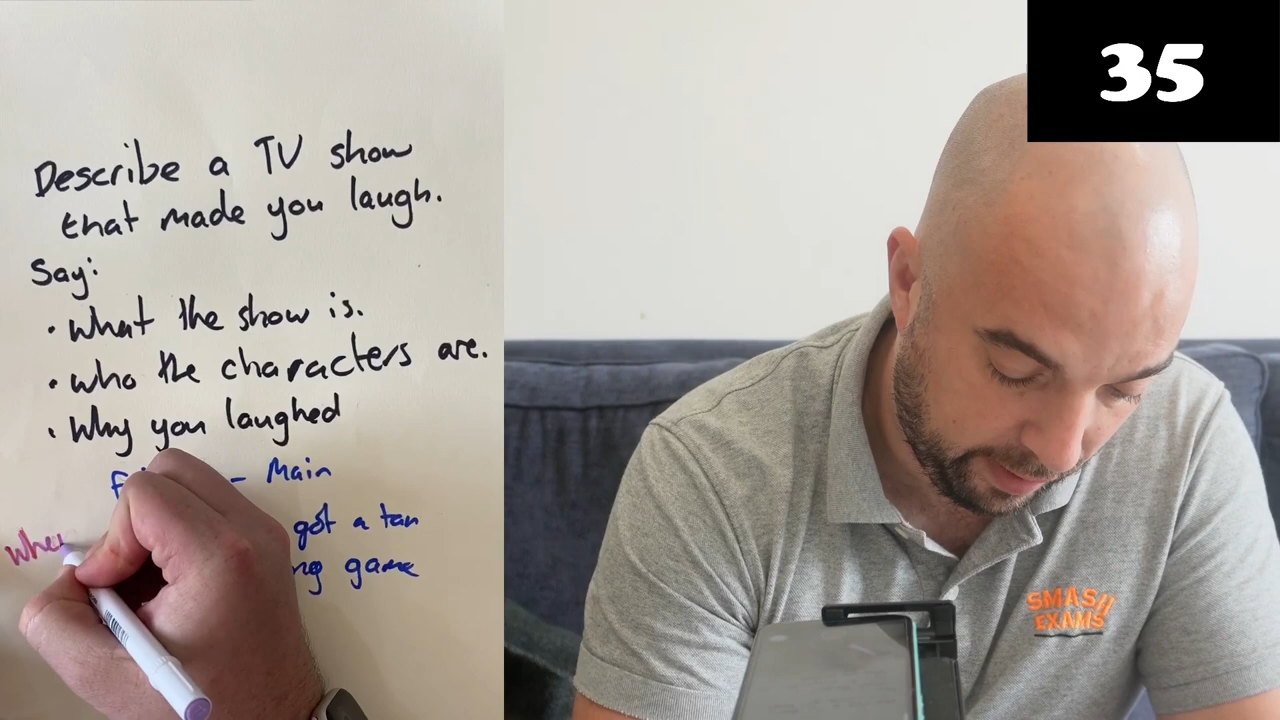 Describe a TV show
that made you laugh.
Say:
• What the show is.
• who the characters are.
• Why you laughed
– Main
got a tan
game
when
35
SMASH
EXAMS